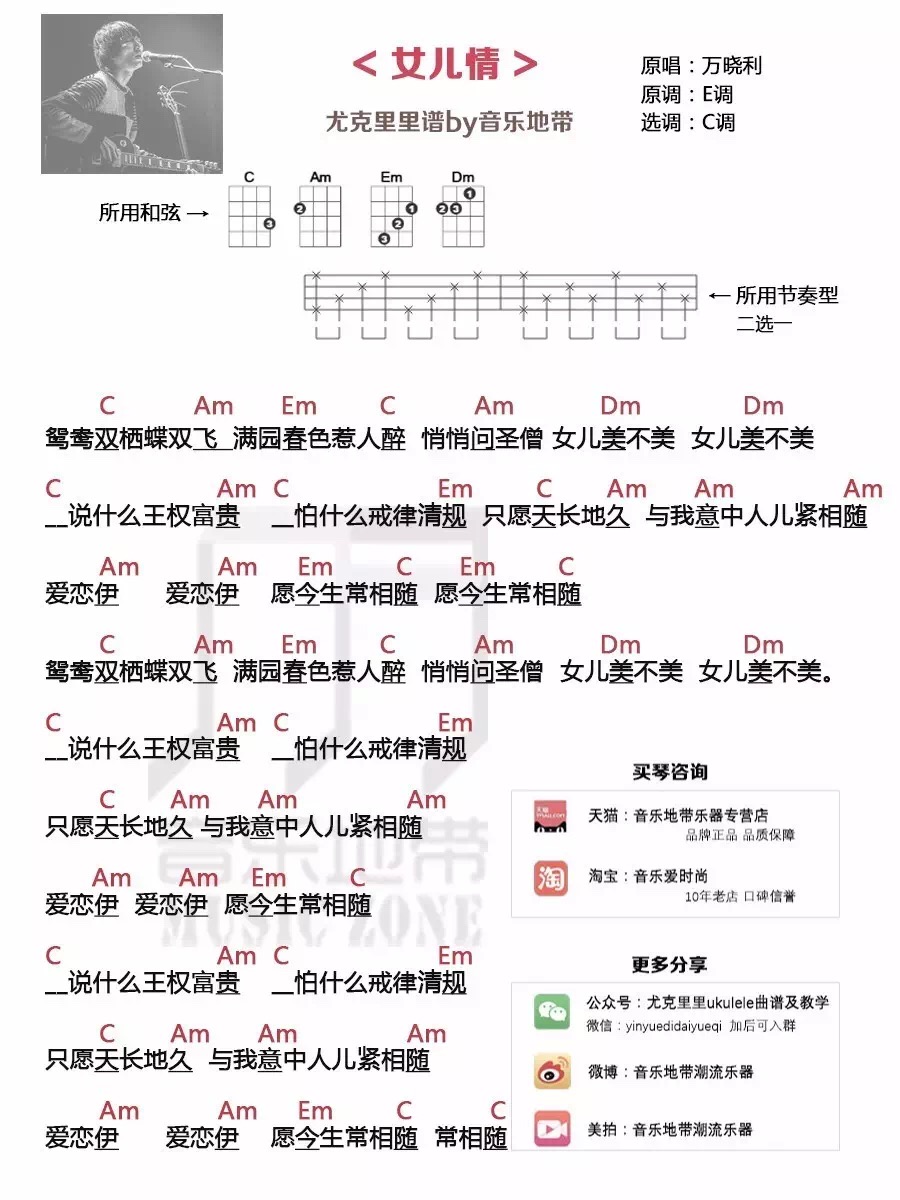 < 女儿情 >
尤克里里谱by音乐地带
原唱：万晓利
原调：E调
选调：C调
C Am Em Dm
所用和弦 →
3 2 1 2 3 1 2 3
← 所用节奏型
二选一
C Am Em C Am Dm Dm
鸳鸯双栖蝶双飞 满园春色惹人醉 悄悄问圣僧 女儿美不美 女儿美不美
C Am C Em C Am Am Am
__说什么王权富贵 __怕什么戒律清规 只愿天长地久 与我意中人儿紧相随
Am Am Em C Em C
爱恋伊 爱恋伊 愿今生常相随 愿今生常相随
C Am Em C Am Dm Dm
鸳鸯双栖蝶双飞 满园春色惹人醉 悄悄问圣僧 女儿美不美 女儿美不美。
C Am C Em
__说什么王权富贵 __怕什么戒律清规
C Am Am Am
只愿天长地久 与我意中人儿紧相随
Am Am Em C
爱恋伊 爱恋伊 愿今生常相随
C Am C Em
__说什么王权富贵 __怕什么戒律清规
C Am Am Am
只愿天长地久 与我意中人儿紧相随
Am Am Em C C
爱恋伊 爱恋伊 愿今生常相随 常相随
音乐地带
MUSIC ZONE
买琴咨询
天猫：音乐地带乐器专营店
品牌正品 品质保障
淘
淘宝：音乐爱时尚
10年老店 口碑信誉
更多分享
公众号：尤克里里ukulele曲谱及教学
微信：yinyuedidaiyueqi 加后可入群
微博：音乐地带潮流乐器
美拍：音乐地带潮流乐器